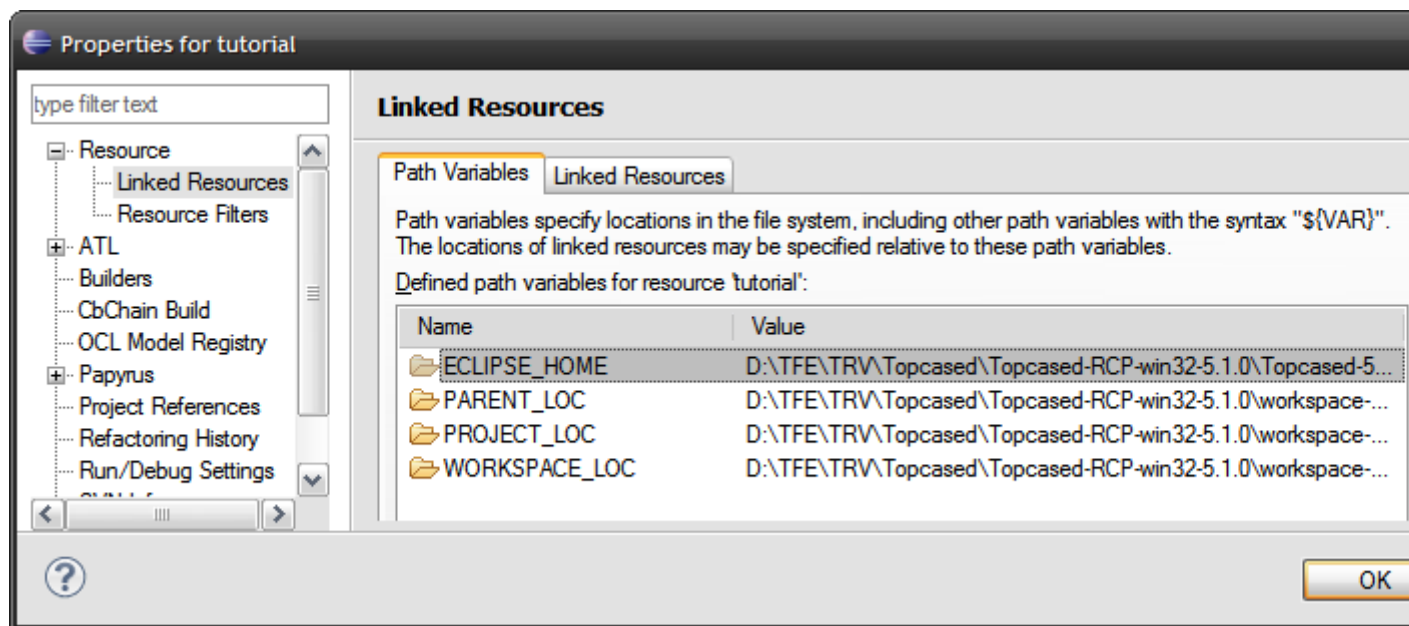 Properties for tutorial
type filter text
Resource
Linked Resources
Resource Filters
ATL
Builders
CbChain Build
OCL Model Registry
Papyrus
Project References
Refactoring History
Run/Debug Settings
Linked Resources
Path Variables Linked Resources
Path variables specify locations in the file system, including other path variables with the syntax "${VAR}".
The locations of linked resources may be specified relative to these path variables.
Defined path variables for resource 'tutorial':
Name Value
ECLIPSE_HOME D:\TFE\TRV\Topcased\Topcased-RCP-win32-5.1.0\Topcased-5...
PARENT_LOC D:\TFE\TRV\Topcased\Topcased-RCP-win32-5.1.0\workspace-...
PROJECT_LOC D:\TFE\TRV\Topcased\Topcased-RCP-win32-5.1.0\workspace-...
WORKSPACE_LOC D:\TFE\TRV\Topcased\Topcased-RCP-win32-5.1.0\workspace-...
?
OK